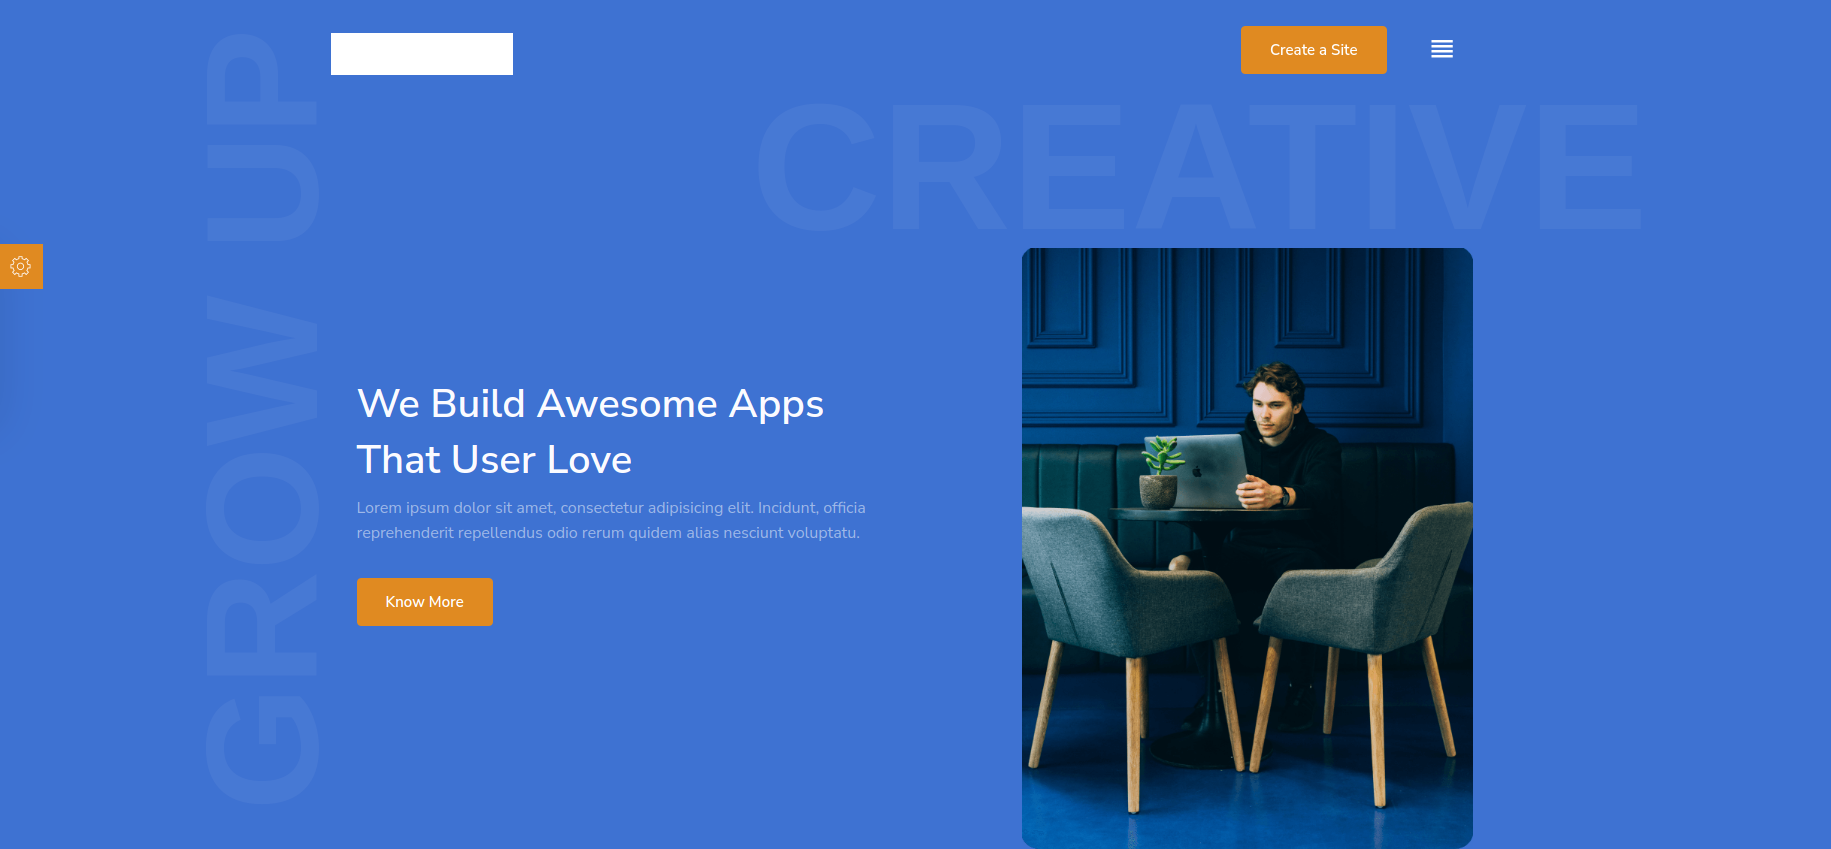 Create a Site
CREATIVE
GROW UP
We Build Awesome Apps
That User Love
Lorem ipsum dolor sit amet, consectetur adipisicing elit. Incidunt, officia
reprehenderit repellendus odio rerum quidem alias nesciunt voluptatu.
Know More